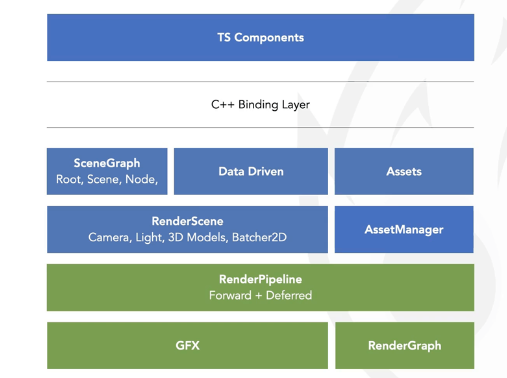 TS Components
C++ Binding Layer
SceneGraph
Root, Scene, Node,
Data Driven
Assets
RenderScene
Camera, Light, 3D Models, Batcher2D
AssetManager
RenderPipeline
Forward + Deferred
GFX
RenderGraph